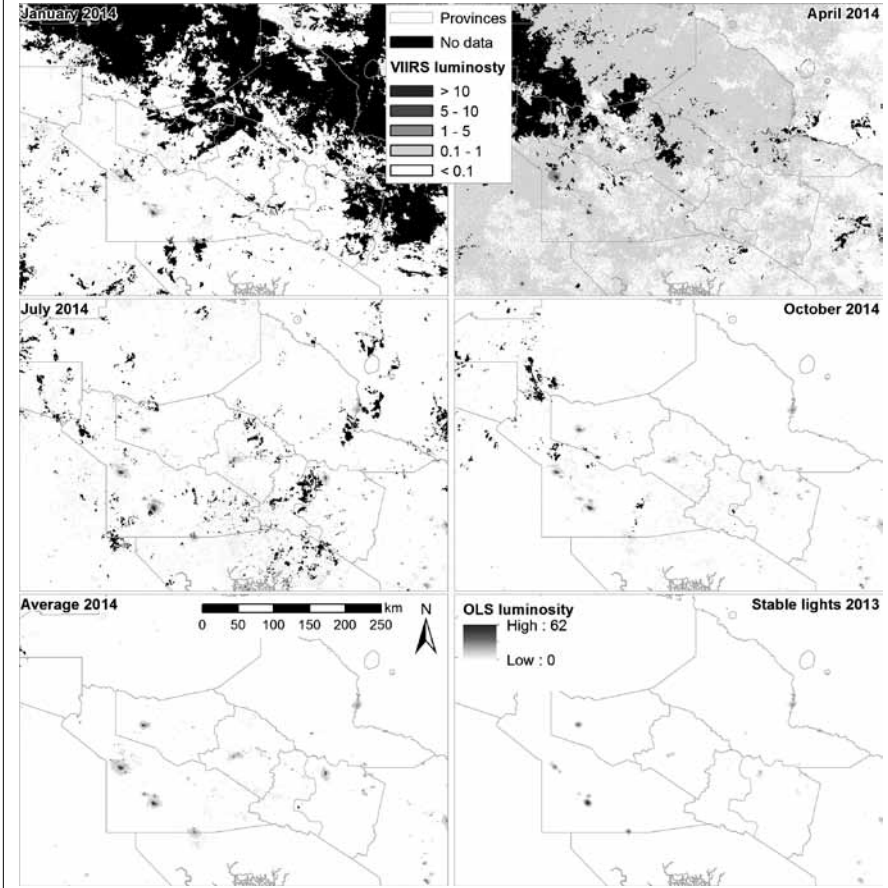 January 2014
Provinces
No data
VIIRS luminosty
> 10
5 - 10
1 - 5
0.1 - 1
< 0.1
April 2014
July 2014
October 2014
Average 2014
km
0 50 100 150 200 250
N
OLS luminosity
High : 62
Low : 0
Stable lights 2013